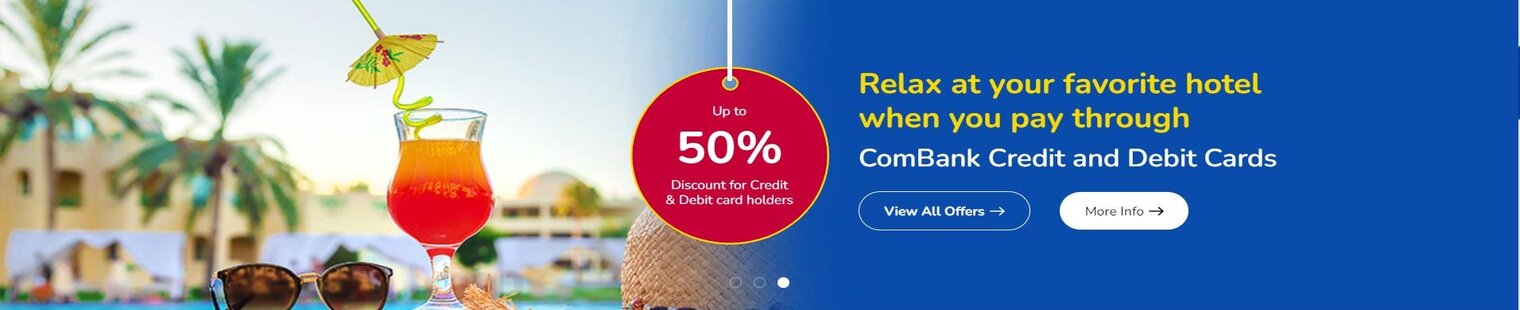 Up to
50%
Discount for Credit
& Debit card holders
Relax at your favorite hotel
when you pay through
ComBank Credit and Debit Cards
View All Offers →
More Info →